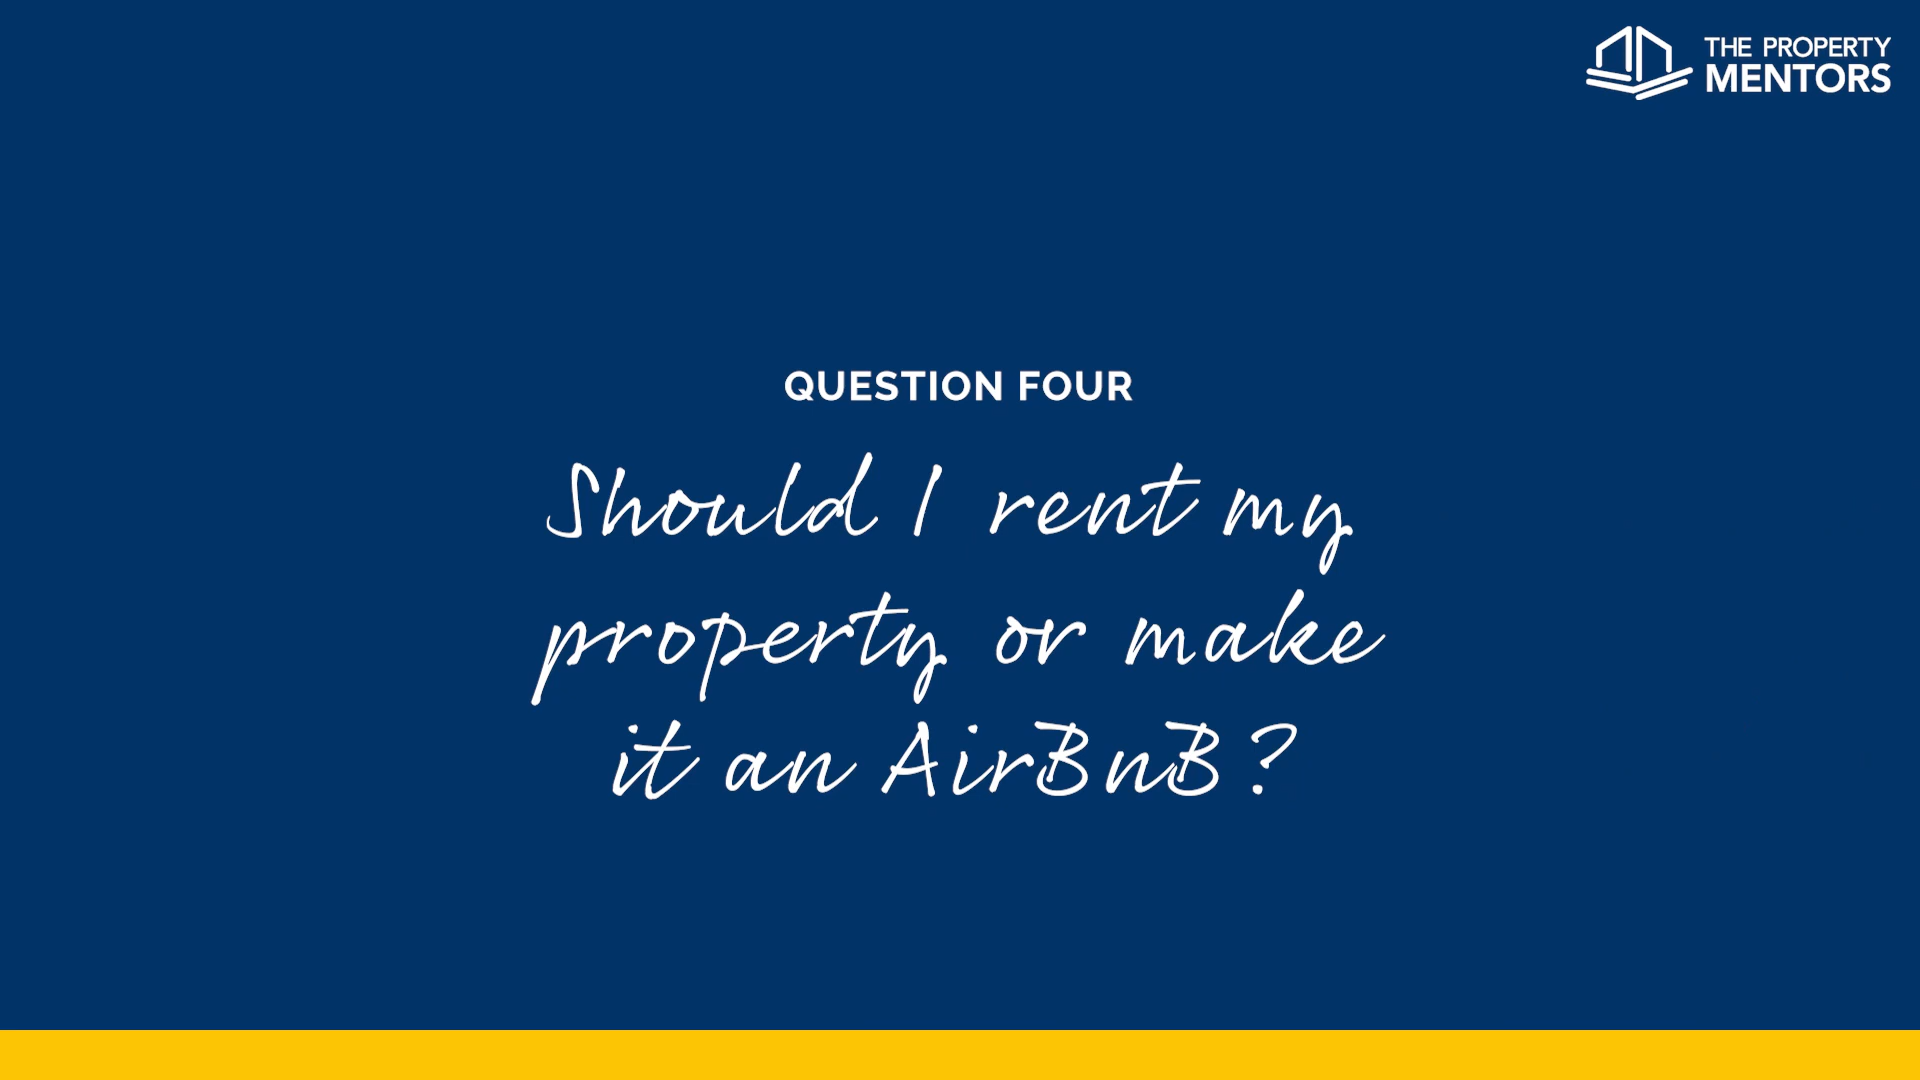 THE PROPERTY
MENTORS
QUESTION FOUR
Should I rent my
property or make
it an AirBnB?